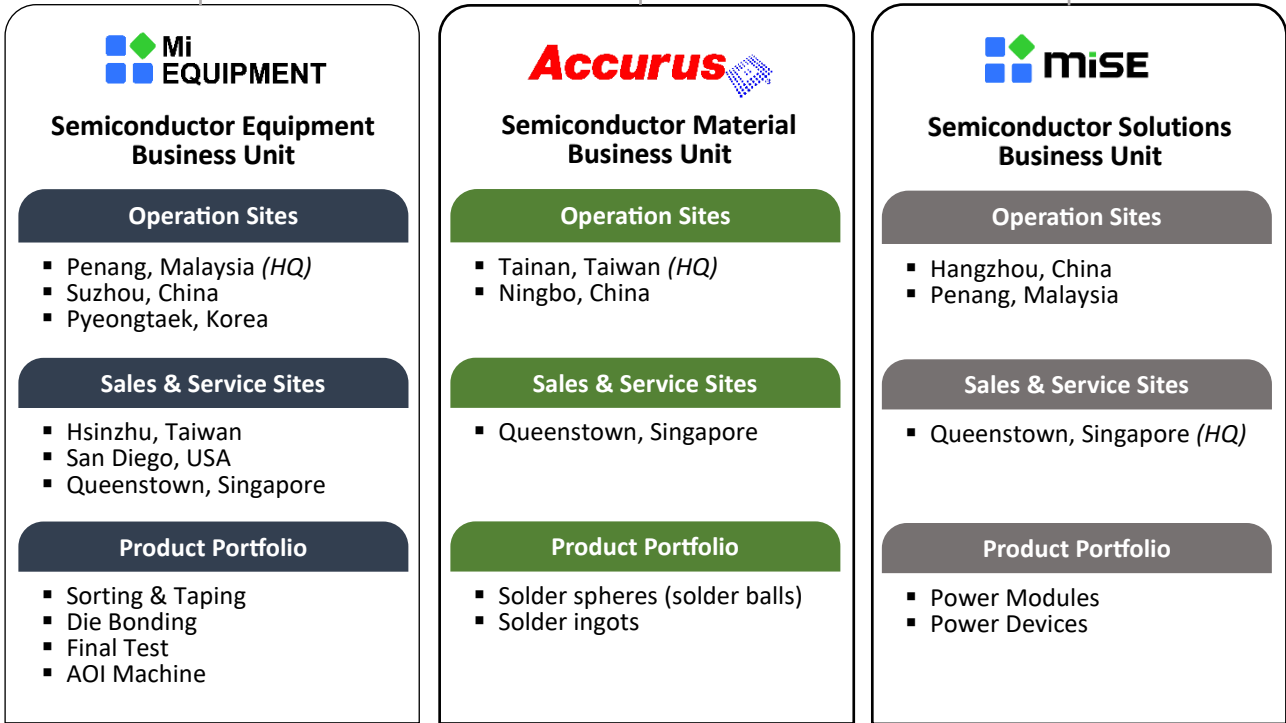 Mi
EQUIPMENT
Semiconductor Equipment
Business Unit
Operation Sites
▪ Penang, Malaysia (HQ)
▪ Suzhou, China
▪ Pyeongtaek, Korea
Sales & Service Sites
▪ Hsinzhu, Taiwan
▪ San Diego, USA
▪ Queenstown, Singapore
Product Portfolio
▪ Sorting & Taping
▪ Die Bonding
▪ Final Test
▪ AOI Machine
Accurus
Semiconductor Material
Business Unit
Operation Sites
▪ Tainan, Taiwan (HQ)
▪ Ningbo, China
Sales & Service Sites
▪ Queenstown, Singapore
Product Portfolio
▪ Solder spheres (solder balls)
▪ Solder ingots
miSE
Semiconductor Solutions
Business Unit
Operation Sites
▪ Hangzhou, China
▪ Penang, Malaysia
Sales & Service Sites
▪ Queenstown, Singapore (HQ)
Product Portfolio
▪ Power Modules
▪ Power Devices